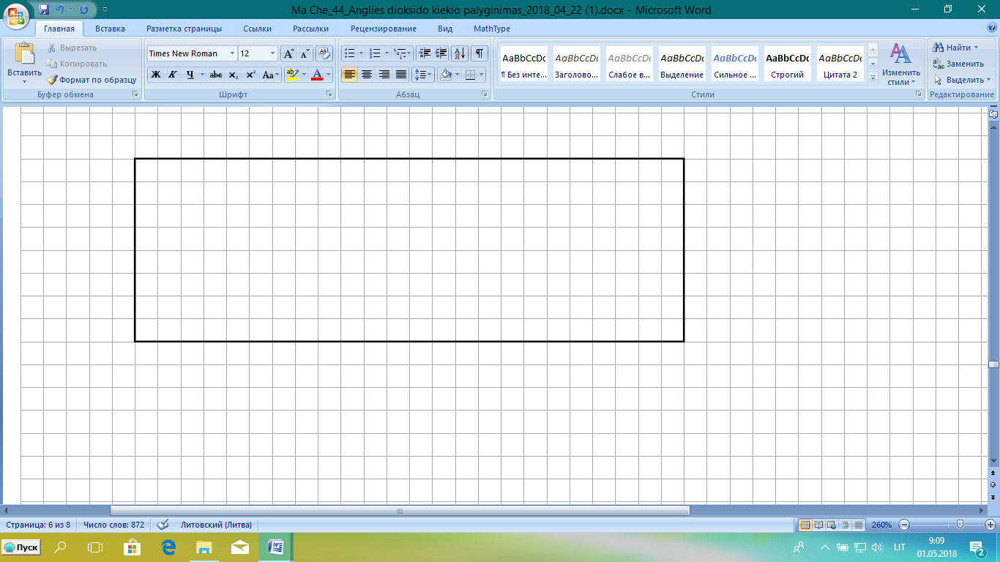 Ma Che_44_Anglies dioksido kiekio palyginimas_2018_04_22 (1).docx - Microsoft Word
Главная Вставка Разметка страницы Ссылки Рассылки Рецензирование Вид MathType
Вставить
Вырезать
Копировать
Формат по образцу
Буфер обмена
Times New Roman 12
Ж К Ч abc x₂ x² Aa
Шрифт
Абзац
AaBbCcDc AaBbCcDc AaBbCcDc AaBbCcDc AaBbCcDc AaBbCcDc AaBbCcDc
¶ Без инте... Заголово... Слабое в... Выделение Сильное ... Строгий Цитата 2
Изменить стили
Стили
Найти
Заменить
Выделить
Редактирование
Страница: 6 из 8 Число слов: 872 Литовский (Литва) 260%
Пуск LIT 9:09
01.05.2018 2